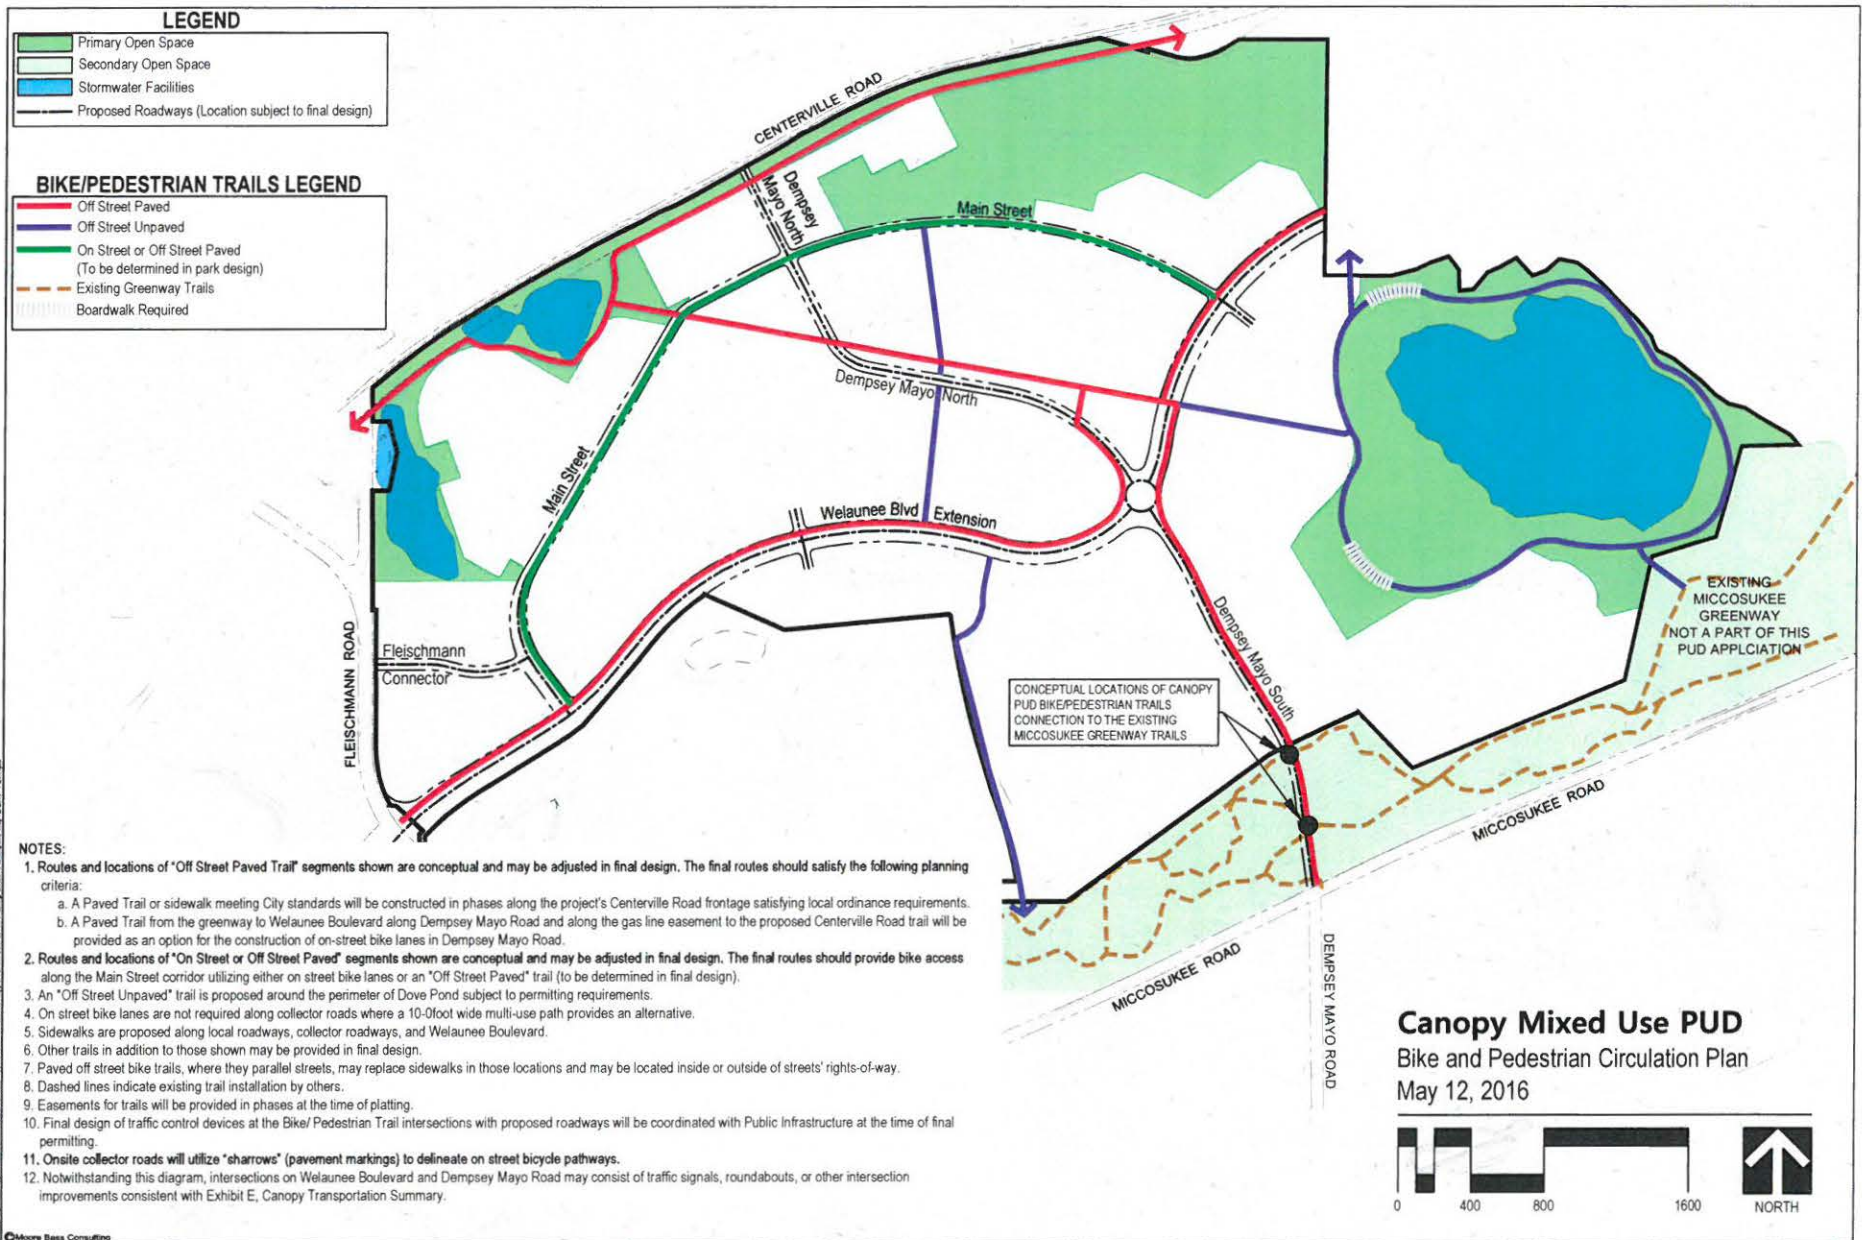 LEGEND
Primary Open Space
Secondary Open Space
Stormwater Facilities
Proposed Roadways (Location subject to final design)
BIKE/PEDESTRIAN TRAILS LEGEND
Off Street Paved
Off Street Unpaved
On Street or Off Street Paved
(To be determined in park design)
Existing Greenway Trails
Boardwalk Required
CENTERVILLE ROAD
Dempsey
Mayo North
Main Street
Dempsey Mayo North
Main Street
Welaunee Blvd Extension
Fleischmann
Connector
FLEISCHMANN ROAD
Dempsey Mayo South
CONCEPTUAL LOCATIONS OF CANOPY
PUD BIKE/PEDESTRIAN TRAILS
CONNECTION TO THE EXISTING
MICCOSUKEE GREENWAY TRAILS
EXISTING
MICCOSUKEE
GREENWAY
NOT A PART OF THIS
PUD APPLCIATION
MICCOSUKEE ROAD
MICCOSUKEE ROAD
DEMPSEY MAYO ROAD
NOTES:
1. Routes and locations of "Off Street Paved Trail" segments shown are conceptual and may be adjusted in final design. The final routes should satisfy the following planning
criteria:
a. A Paved Trail or sidewalk meeting City standards will be constructed in phases along the project's Centerville Road frontage satisfying local ordinance requirements.
b. A Paved Trail from the greenway to Welaunee Boulevard along Dempsey Mayo Road and along the gas line easement to the proposed Centerville Road trail will be
provided as an option for the construction of on-street bike lanes in Dempsey Mayo Road.
2. Routes and locations of "On Street or Off Street Paved" segments shown are conceptual and may be adjusted in final design. The final routes should provide bike access
along the Main Street corridor utilizing either on street bike lanes or an "Off Street Paved" trail (to be determined in final design).
3. An "Off Street Unpaved" trail is proposed around the perimeter of Dove Pond subject to permitting requirements.
4. On street bike lanes are not required along collector roads where a 10-0foot wide multi-use path provides an alternative.
5. Sidewalks are proposed along local roadways, collector roadways, and Welaunee Boulevard.
6. Other trails in addition to those shown may be provided in final design.
7. Paved off street bike trails, where they parallel streets, may replace sidewalks in those locations and may be located inside or outside of streets' rights-of-way.
8. Dashed lines indicate existing trail installation by others.
9. Easements for trails will be provided in phases at the time of platting.
10. Final design of traffic control devices at the Bike/ Pedestrian Trail intersections with proposed roadways will be coordinated with Public Infrastructure at the time of final
permitting.
11. Onsite collector roads will utilize "sharrows" (pavement markings) to delineate on street bicycle pathways.
12. Notwithstanding this diagram, intersections on Welaunee Boulevard and Dempsey Mayo Road may consist of traffic signals, roundabouts, or other intersection
improvements consistent with Exhibit E, Canopy Transportation Summary.
Canopy Mixed Use PUD
Bike and Pedestrian Circulation Plan
May 12, 2016
0 400 800 1600
NORTH
©Moore Bass Consulting